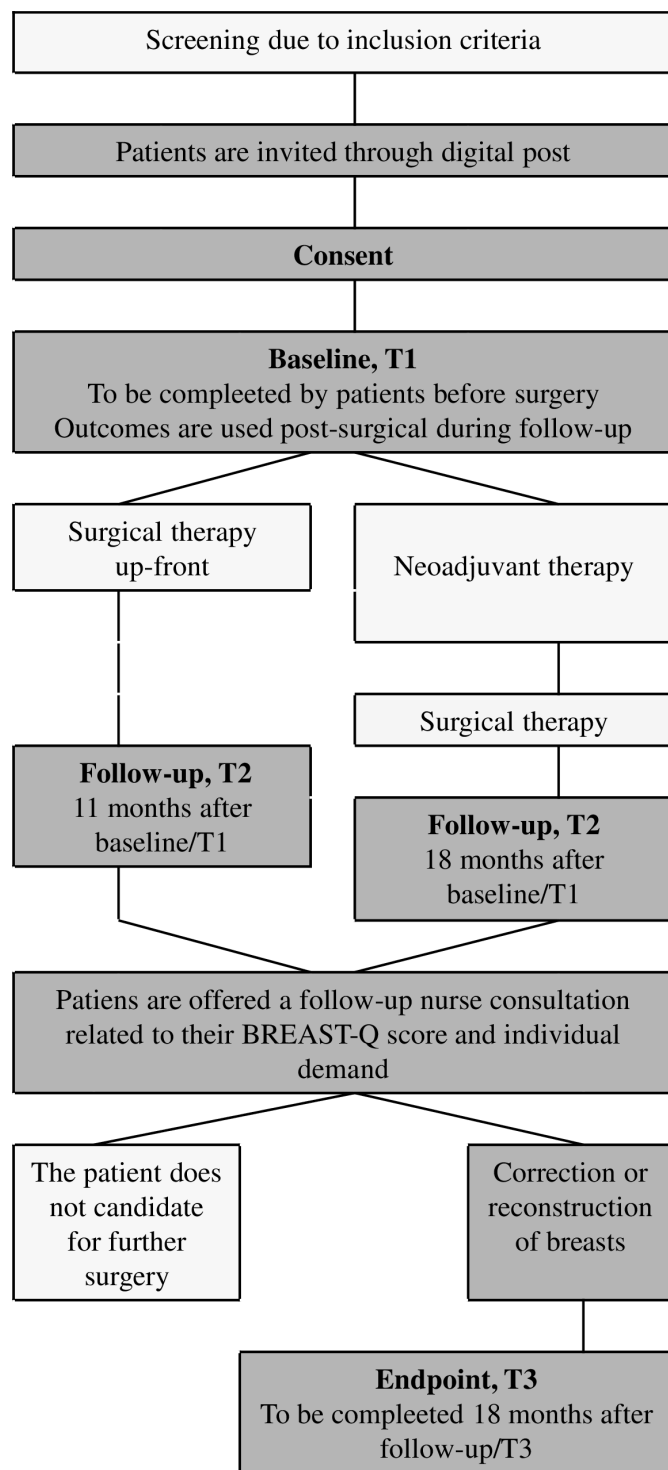 Screening due to inclusion criteria
Patients are invited through digital post
Consent
Baseline, T1
To be compleeted by patients before surgery
Outcomes are used post-surgical during follow-up
Surgical therapy
up-front
Neoadjuvant therapy
Surgical therapy
Follow-up, T2
11 months after
baseline/T1
Follow-up, T2
18 months after
baseline/T1
Patiens are offered a follow-up nurse consultation
related to their BREAST-Q score and individual
demand
The patient does
not candidate
for further
surgery
Correction or
reconstruction
of breasts
Endpoint, T3
To be compleeted 18 months after
follow-up/T3